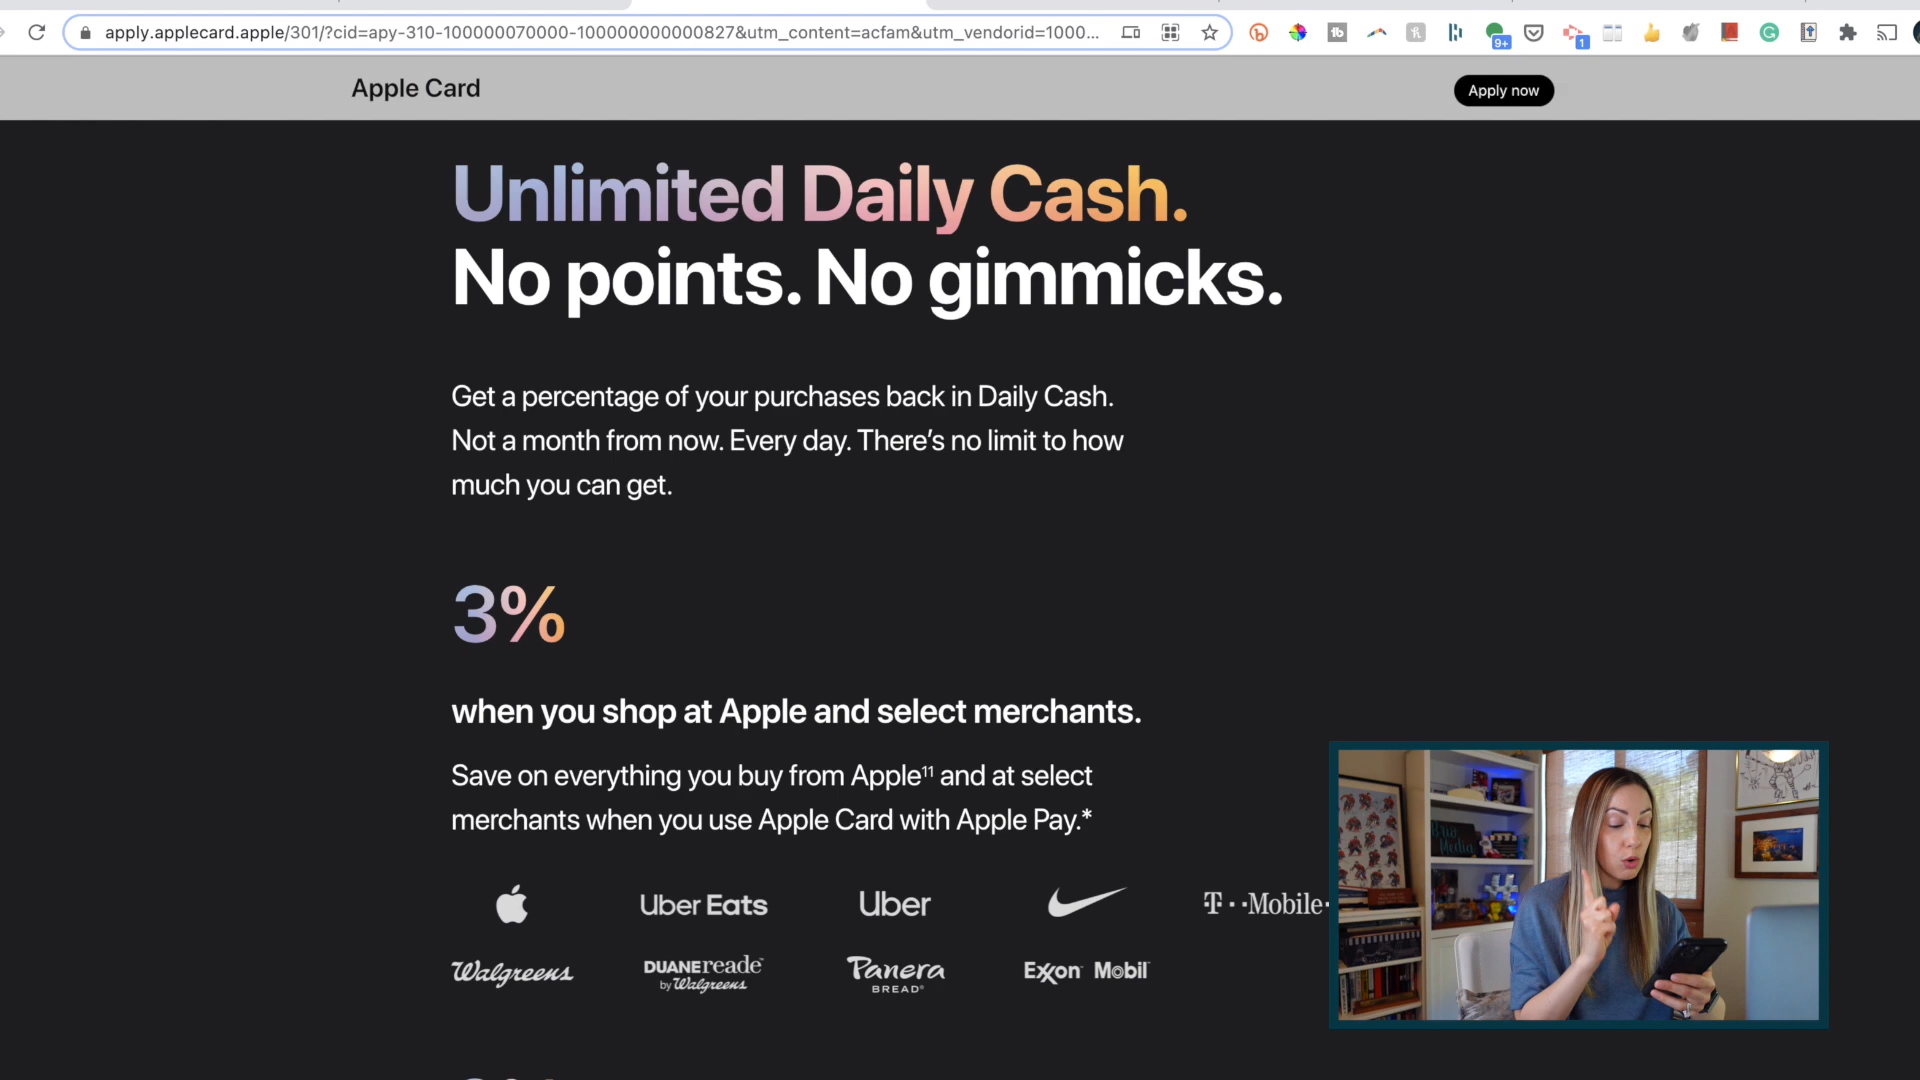 apply.applecard.apple/301/?cid=apy-310-100000070000-100000000000827&utm_content=acfam&utm_vendorid=1000...
9+
1
Apple Card
Apply now
Unlimited Daily Cash.
No points. No gimmicks.
Get a percentage of your purchases back in Daily Cash.
Not a month from now. Every day. There’s no limit to how
much you can get.
3%
when you shop at Apple and select merchants.
Save on everything you buy from Apple11 and at select
merchants when you use Apple Card with Apple Pay.*
Uber Eats
Uber
T··Mobile·
Walgreens
DUANEreade
by Walgreens
Panera
BREAD®
Exxon Mobil
Media